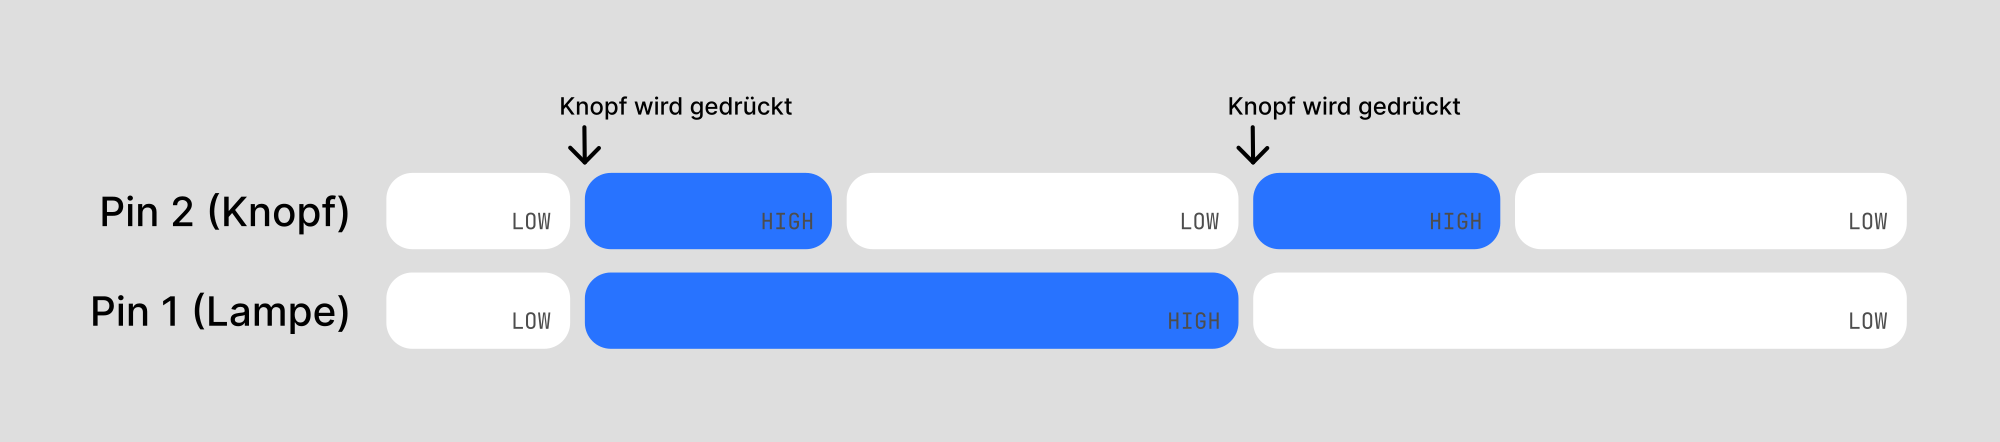 Knopf wird gedrückt Knopf wird gedrückt
Pin 2 (Knopf) LOW HIGH LOW HIGH LOW
Pin 1 (Lampe) LOW HIGH LOW